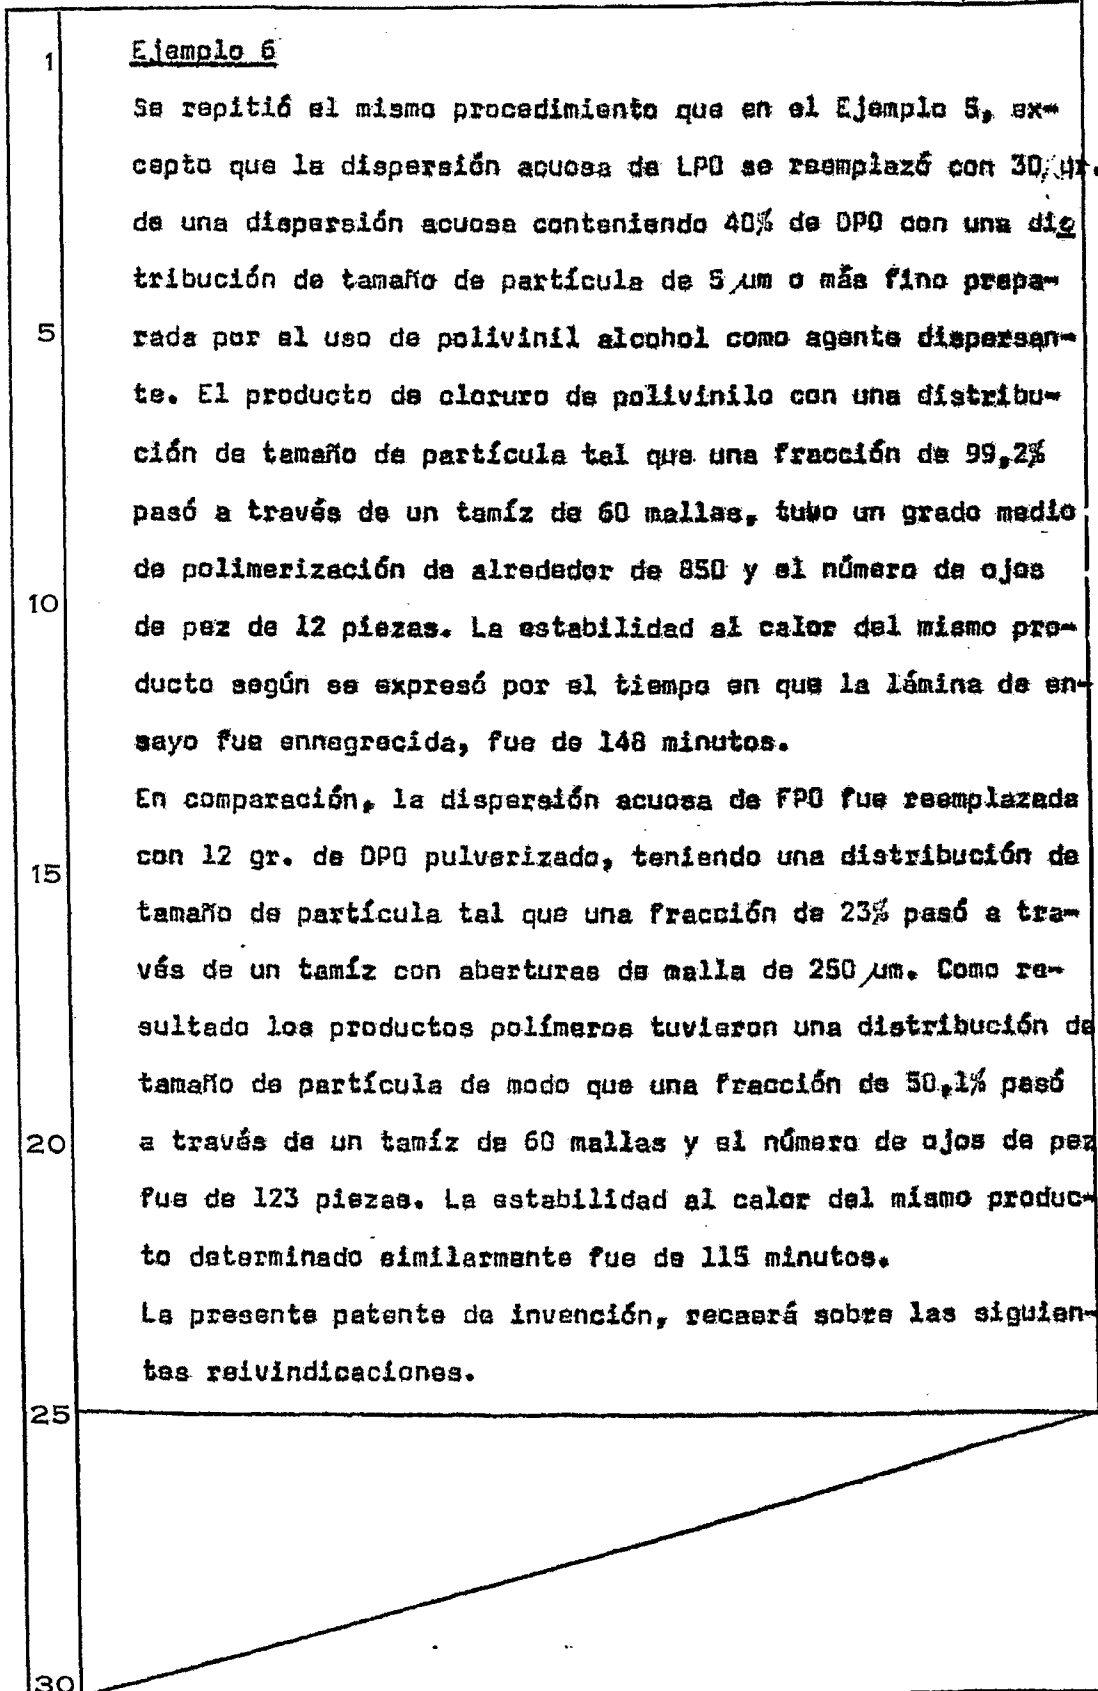 1
Ejemplo 6
Se repitió el mismo procedimiento que en el Ejemplo 5, ex-
cepto que la dispersión acuosa de LPO se reemplazó con 30 gr.
de una dispersión acuosa conteniendo 40% de DPO con una dis
tribución de tamaño de partícula de 5 μm o más fino prepa-
5
rada por el uso de polivinil alcohol como agente dispersan-
te. El producto de cloruro de polivinilo con una distribu-
ción de tamaño de partícula tal que una fracción de 99,2%
pasó a través de un tamíz de 60 mallas, tuvo un grado medio
de polimerización de alrededor de 850 y el número de ojos
10
de pez de 12 piezas. La estabilidad al calor del mismo pro-
ducto según se expresó por el tiempo en que la lámina de en-
sayo fue ennegrecida, fue de 148 minutos.
En comparación, la dispersión acuosa de FPO fue reemplazada
con 12 gr. de DPO pulverizado, teniendo una distribución de
15
tamaño de partícula tal que una fracción de 23% pasó a tra-
vés de un tamíz con aberturas de malla de 250 μm. Como re-
sultado los productos polímeros tuvieron una distribución de
tamaño de partícula de modo que una fracción de 50,1% pasó
20
a través de un tamíz de 60 mallas y el número de ojos de pez
fue de 123 piezas. La estabilidad al calor del mismo produc-
to determinado similarmente fue de 115 minutos.
La presente patente de invención, recaerá sobre las siguien-
tes reivindicaciones.
25
30